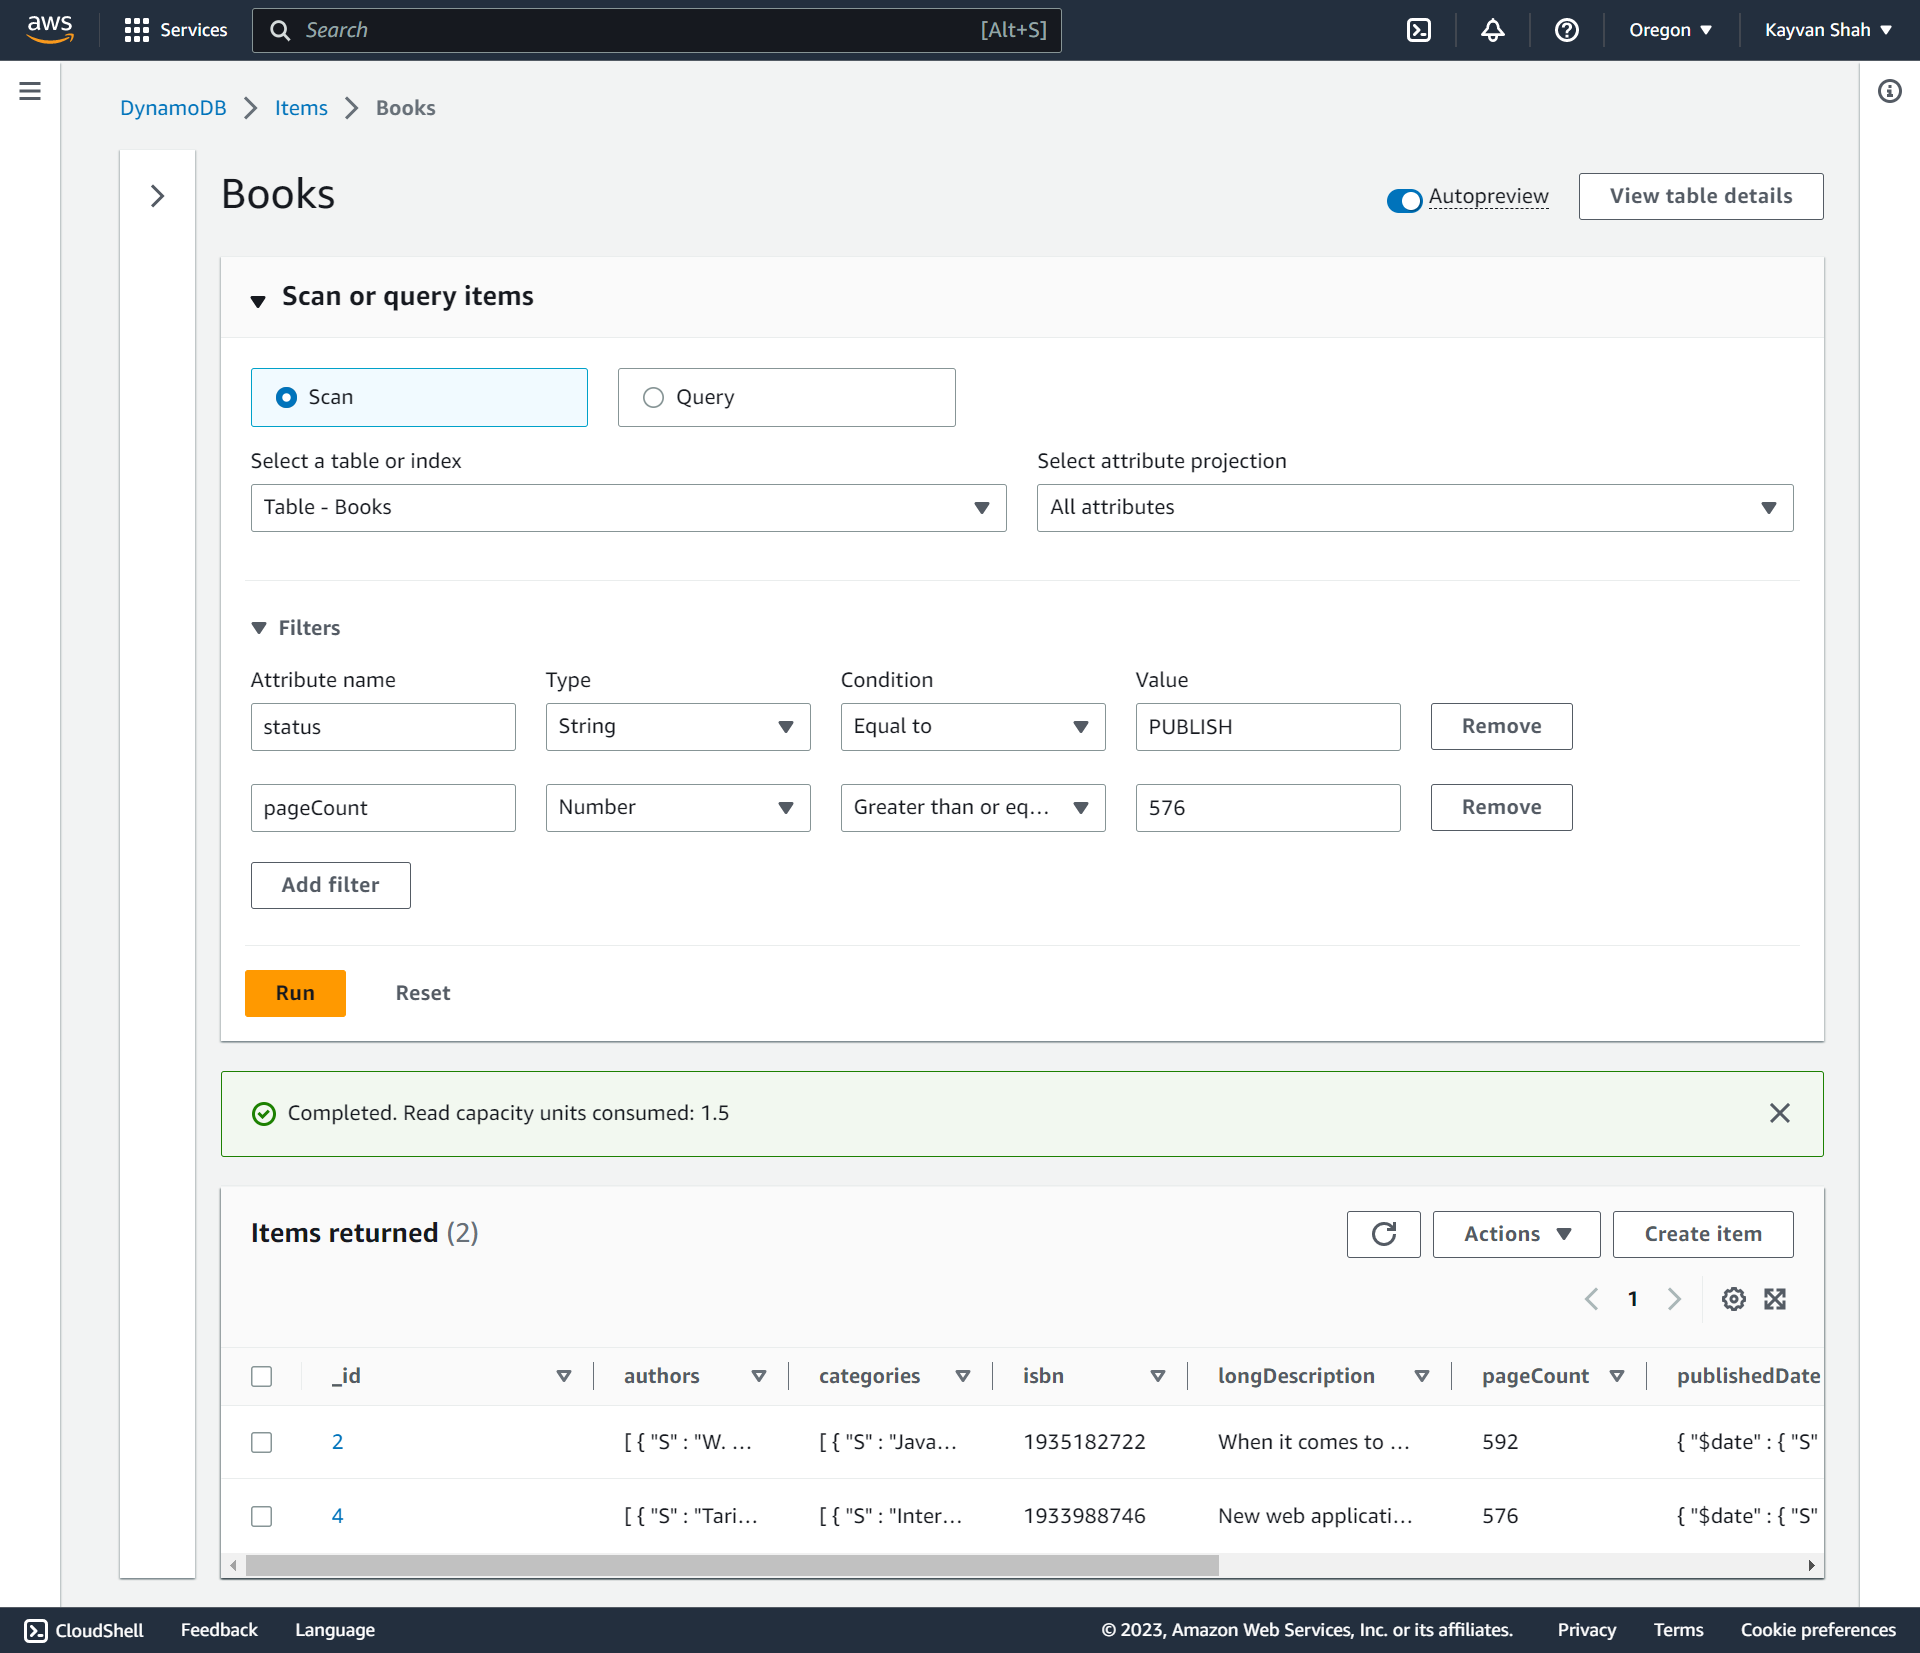 aws Services Search [Alt+S] Oregon Kayvan Shah
DynamoDB Items Books
Books Autopreview View table details
Scan or query items
Scan Query
Select a table or index Select attribute projection
Table - Books All attributes
Filters
Attribute name Type Condition Value
status String Equal to PUBLISH Remove
pageCount Number Greater than or eq... 576 Remove
Add filter
Run Reset
Completed. Read capacity units consumed: 1.5
Items returned (2) Actions Create item
1
_id authors categories isbn longDescription pageCount publishedDate
2 [ { "S" : "W. ... [ { "S" : "Java... 1935182722 When it comes to ... 592 { "$date" : { "S"
4 [ { "S" : "Tari... [ { "S" : "Inter... 1933988746 New web applicati... 576 { "$date" : { "S"
CloudShell Feedback Language © 2023, Amazon Web Services, Inc. or its affiliates. Privacy Terms Cookie preferences